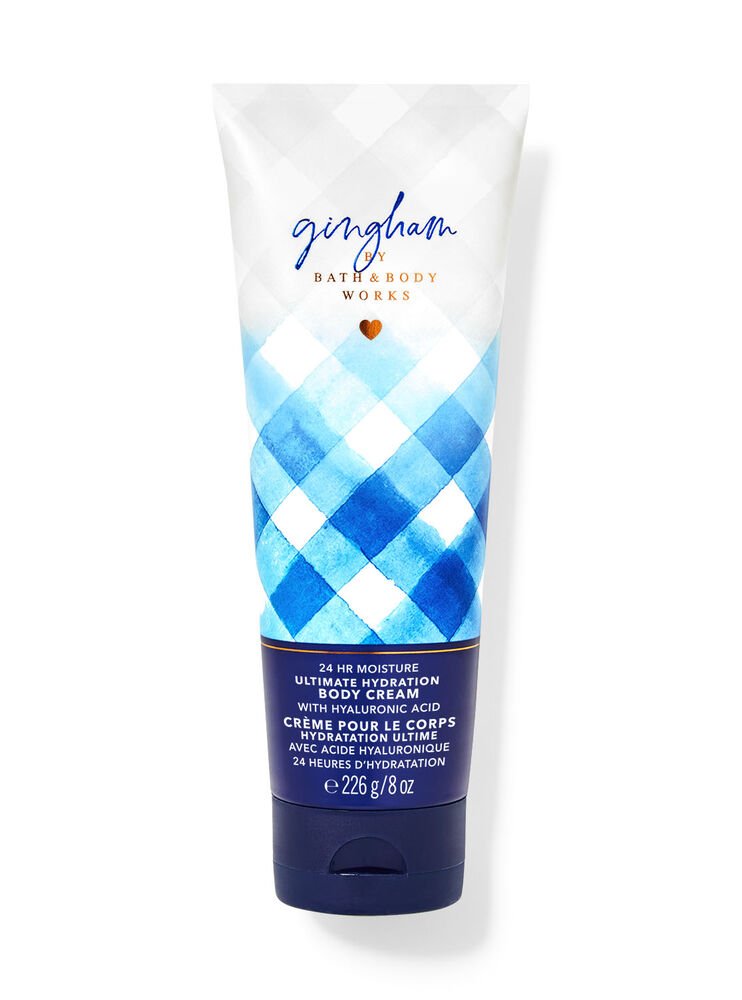 gingham
BY
BATH & BODY
WORKS
24 HR MOISTURE
ULTIMATE HYDRATION
BODY CREAM
WITH HYALURONIC ACID
CRÈME POUR LE CORPS
HYDRATATION ULTIME
AVEC ACIDE HYALURONIQUE
24 HEURES D'HYDRATATION
℮ 226 g/8 oz